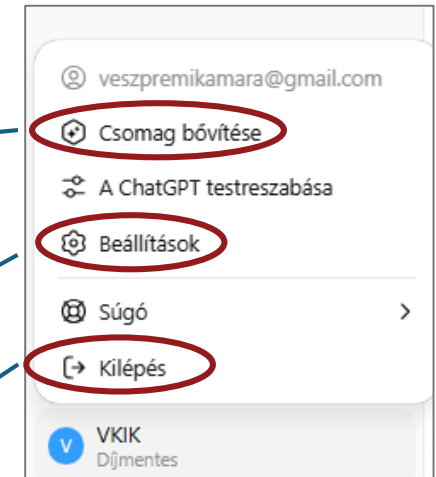 veszpremikamara@gmail.com
Csomag bővítése
A ChatGPT testreszabása
Beállítások
Súgó
Kilépés
V
VKIK
Díjmentes